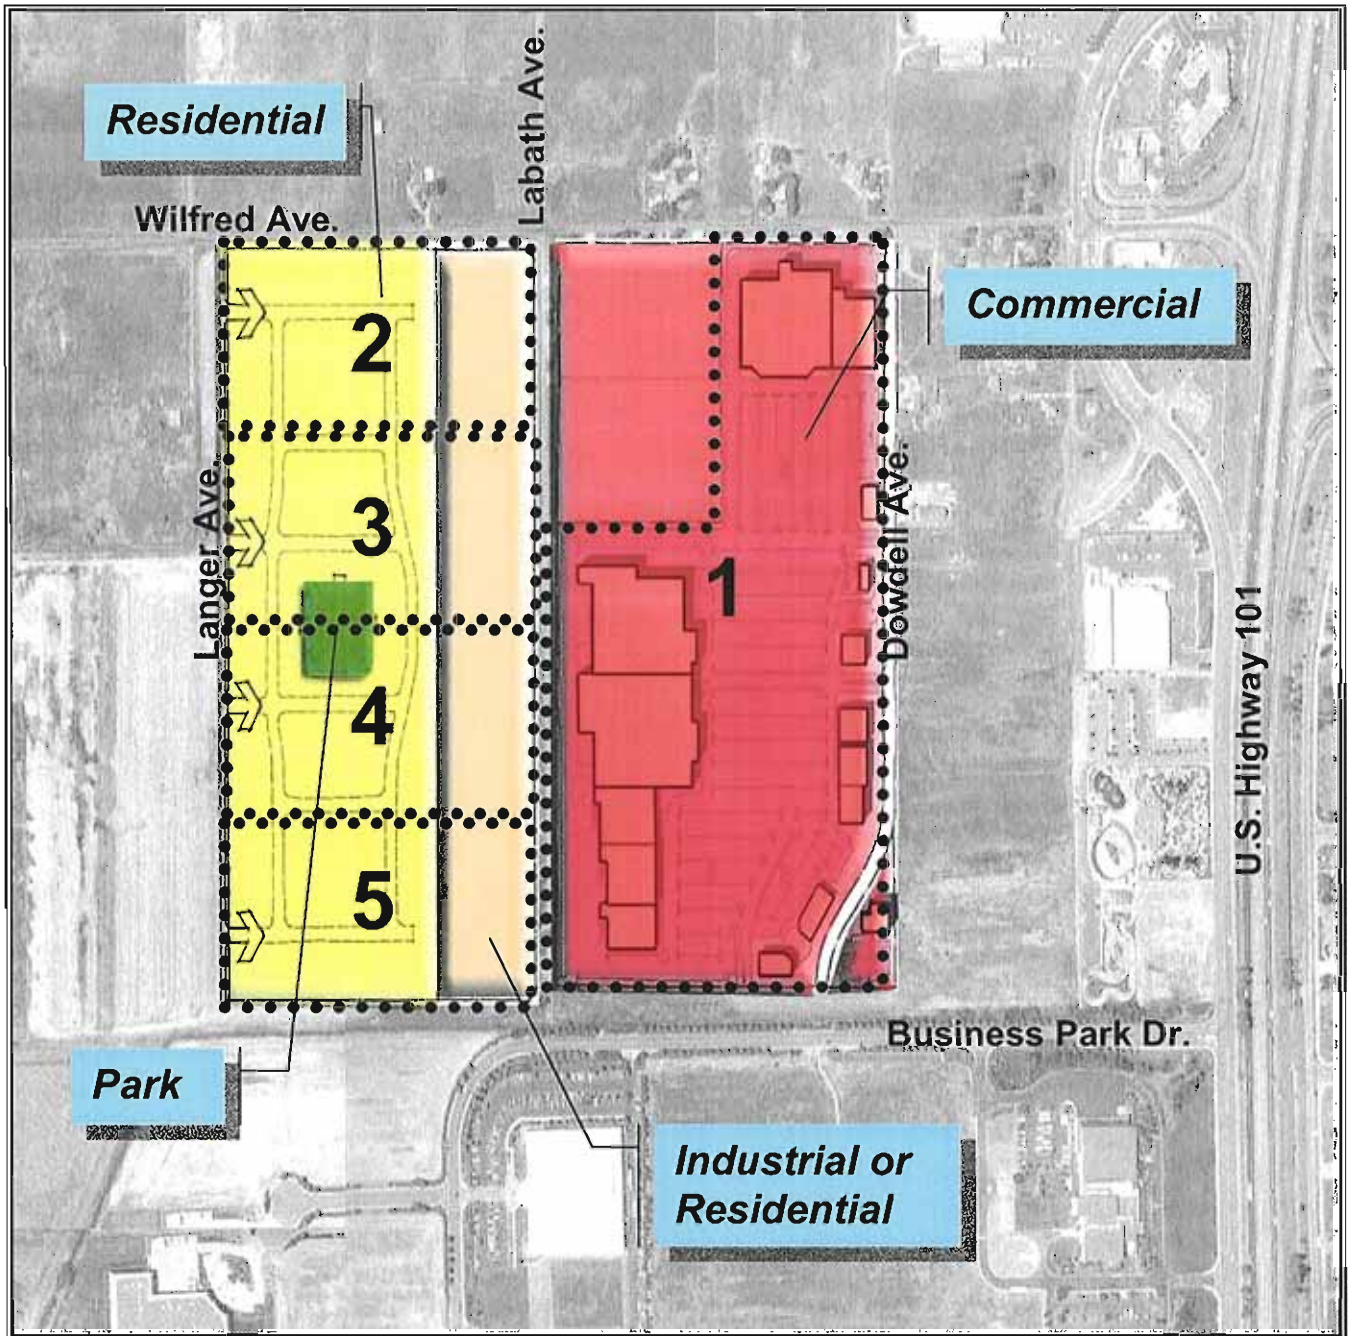 Labath Ave.
Residential
Wilfred Ave.
Commercial
2
Langer Ave.
3
Dowdell Ave.
1
U.S. Highway 101
4
5
Business Park Dr.
Park
Industrial or
Residential